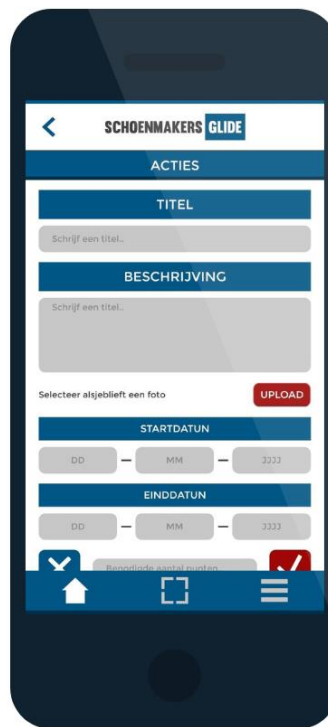 SCHOENMAKERS GLIDE
ACTIES
TITEL
Schrijf een titel..
BESCHRIJVING
Schrijf een titel..
Selecteer alsjeblieft een foto UPLOAD
STARTDATUN
DD – MM – JJJJ
EINDDATUN
DD – MM – JJJJ
Benodigde aantal punten..